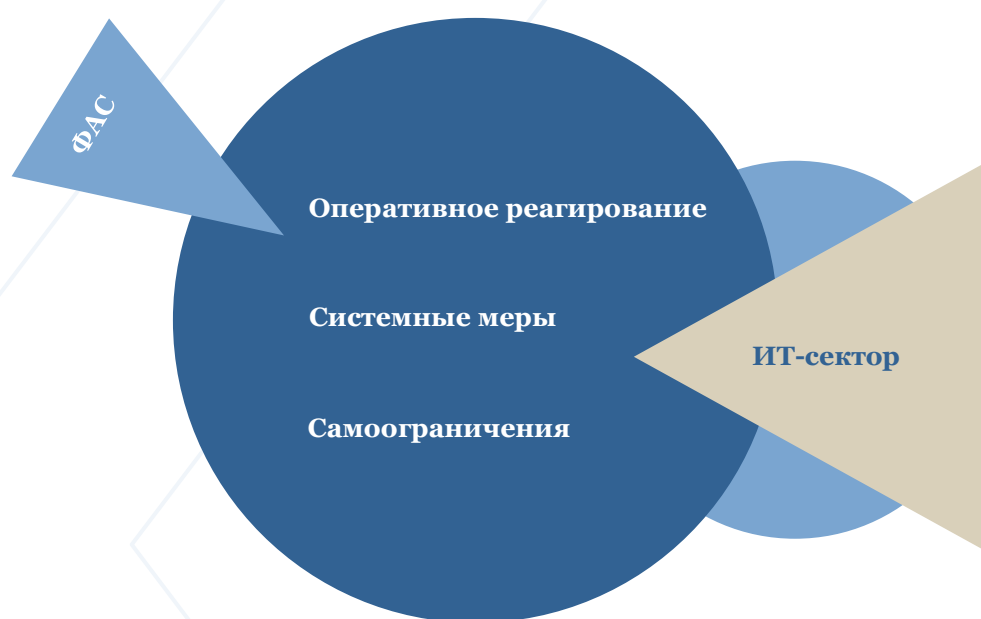 ФАС
Оперативное реагирование
Системные меры
ИТ-сектор
Самоограничения